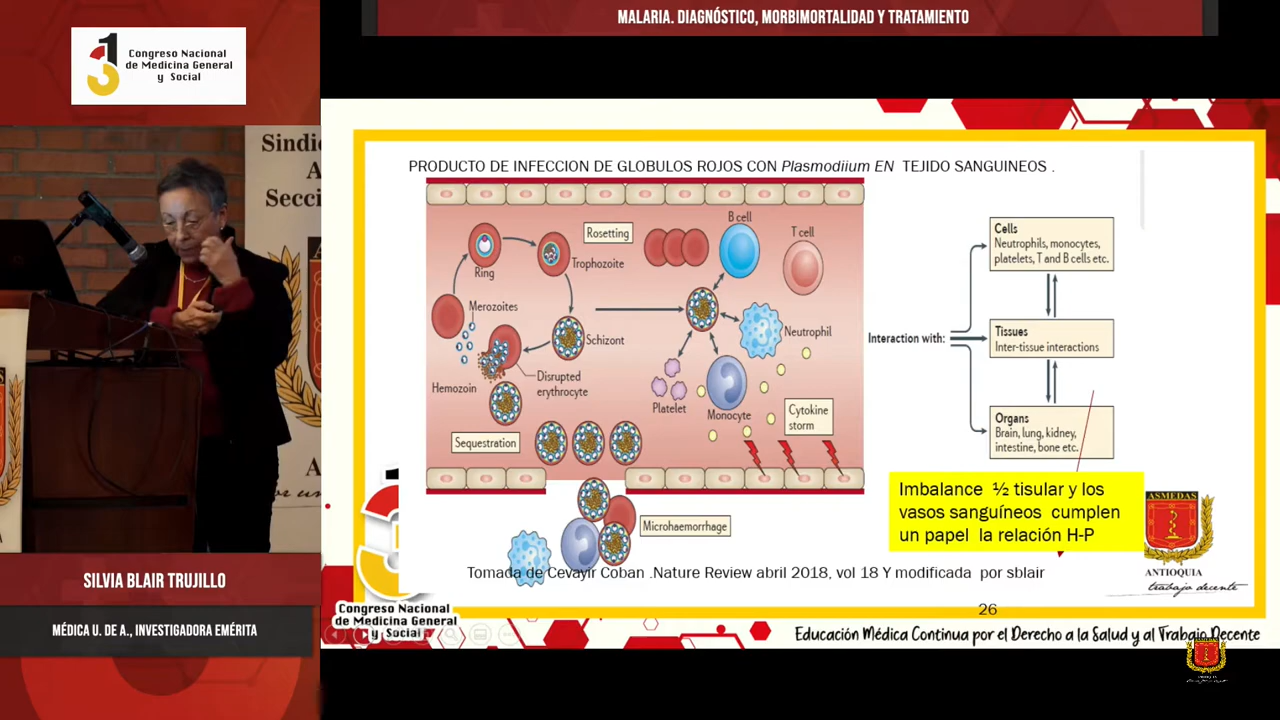 MALARIA. DIAGNÓSTICO, MORBIMORTALIDAD Y TRATAMIENTO
31
Congreso Nacional
de Medicina General
y Social
Sindic
A
Secci
PRODUCTO DE INFECCION DE GLOBULOS ROJOS CON Plasmodiium EN TEJIDO SANGUINEOS .
Ring
Trophozoite
Rosetting
B cell
T cell
Merozoites
Schizont
Neutrophil
Hemozoin
Disrupted
erythrocyte
Platelet
Monocyte
Cytokine
storm
Sequestration
Microhaemorrhage
Interaction with:
Cells
Neutrophils, monocytes,
platelets, T and B cells etc.
Tissues
Inter-tissue interactions
Organs
Brain, lung, kidney,
intestine, bone etc.
Imbalance ½ tisular y los
vasos sanguíneos cumplen
un papel la relación H-P
Tomada de Cevayir Coban .Nature Review abril 2018, vol 18 Y modificada por sblair
26
ASMEDAS
ANTIOQUIA
trabajo decente
Congreso Nacional
de Medicina General
y Social
Educación Médica Continua por el Derecho a la Salud y al Trabajo Decente
SILVIA BLAIR TRUJILLO
MÉDICA U. DE A., INVESTIGADORA EMÉRITA